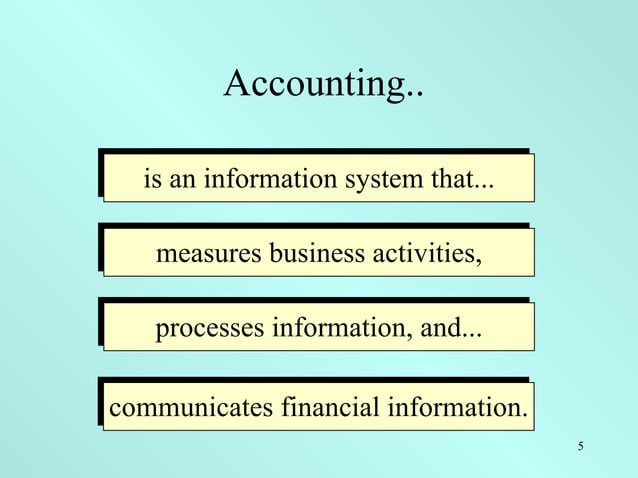 Accounting..
is an information system that...
measures business activities,
processes information, and...
communicates financial information.
5